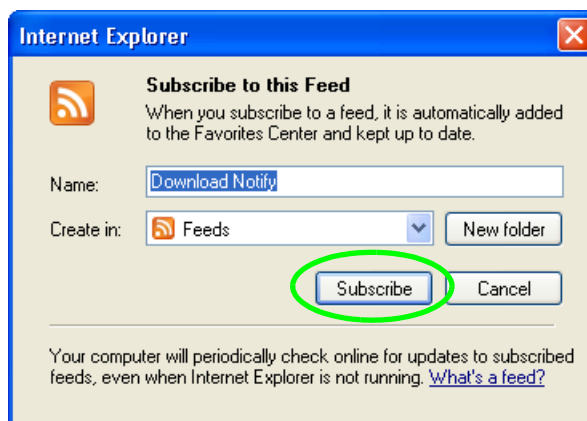 Internet Explorer
Subscribe to this Feed
When you subscribe to a feed, it is automatically added
to the Favorites Center and kept up to date.
Name: Download Notify
Create in: Feeds New folder
Subscribe Cancel
Your computer will periodically check online for updates to subscribed
feeds, even when Internet Explorer is not running. What's a feed?